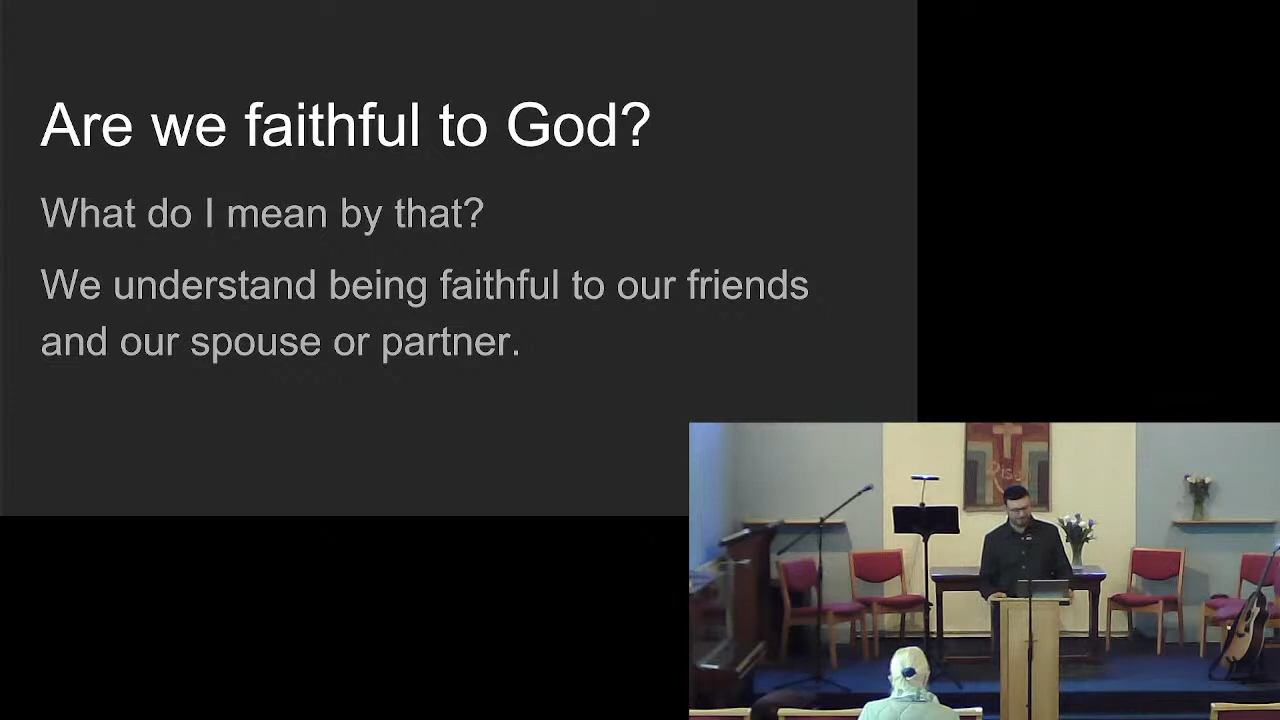 Are we faithful to God?
What do I mean by that?
We understand being faithful to our friends
and our spouse or partner.